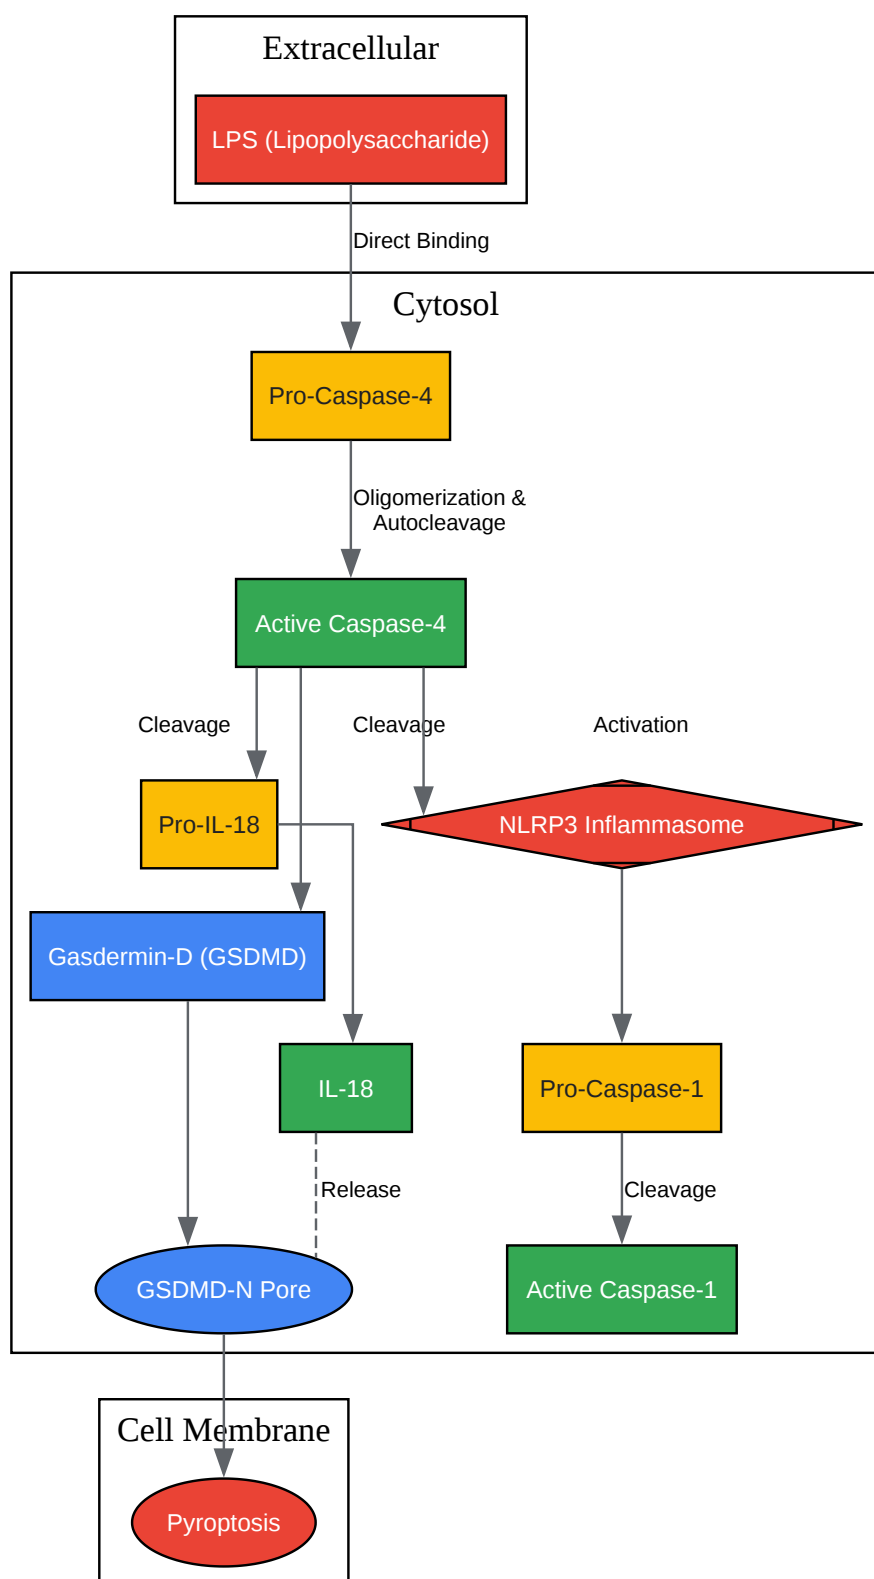 Extracellular
LPS (Lipopolysaccharide)
Direct Binding
Cytosol
Pro-Caspase-4
Oligomerization &
Autocleavage
Active Caspase-4
Cleavage
Cleavage
Activation
Pro-IL-18
NLRP3 Inflammasome
Gasdermin-D (GSDMD)
IL-18
Pro-Caspase-1
Release
Cleavage
GSDMD-N Pore
Active Caspase-1
Cell Membrane
Pyroptosis